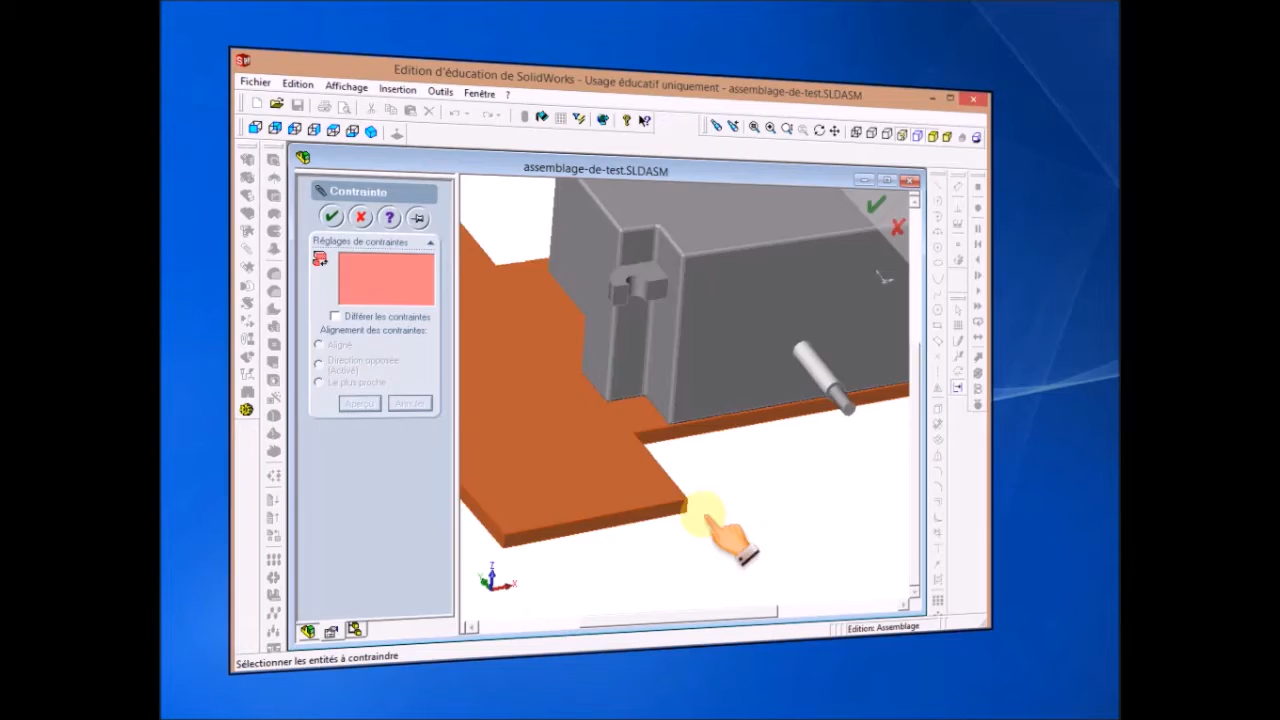 Edition d'éducation de SolidWorks - Usage éducatif uniquement - assemblage-de-test.SLDASM
Fichier Edition Affichage Insertion Outils Fenêtre ?
assemblage-de-test.SLDASM
Contrainte
Réglages de contraintes
Différer les contraintes
Alignement des contraintes:
Aligné
Direction opposée
(Activé)
Le plus proche
Aperçu Annuler
Z
Y X
Edition: Assemblage
Sélectionner les entités à contraindre